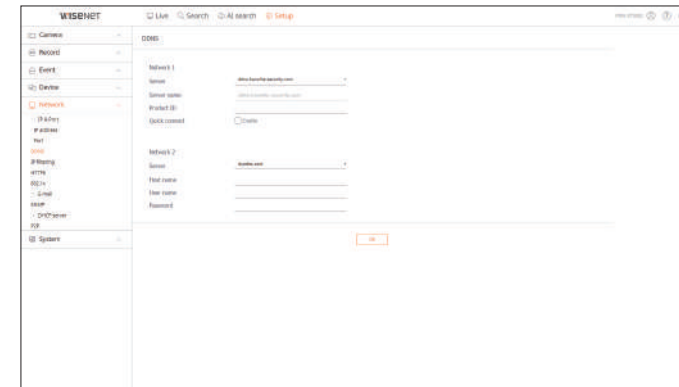 WISENET
Live Search AI search Setup
Camera
Record
Event
Device
Network
IP & Port
IP Address
Port
DDNS
IP filtering
HTTPS
802.1x
E-mail
SNMP
DHCP server
P2P
System
DDNS
Network 1
Server
Server name
Product ID
Quick connect
Enable
Network 2
Server
Host name
User name
Password
OK